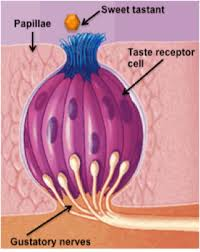 Sweet tastant
Papillae
Taste receptor
cell
Gustatory nerves